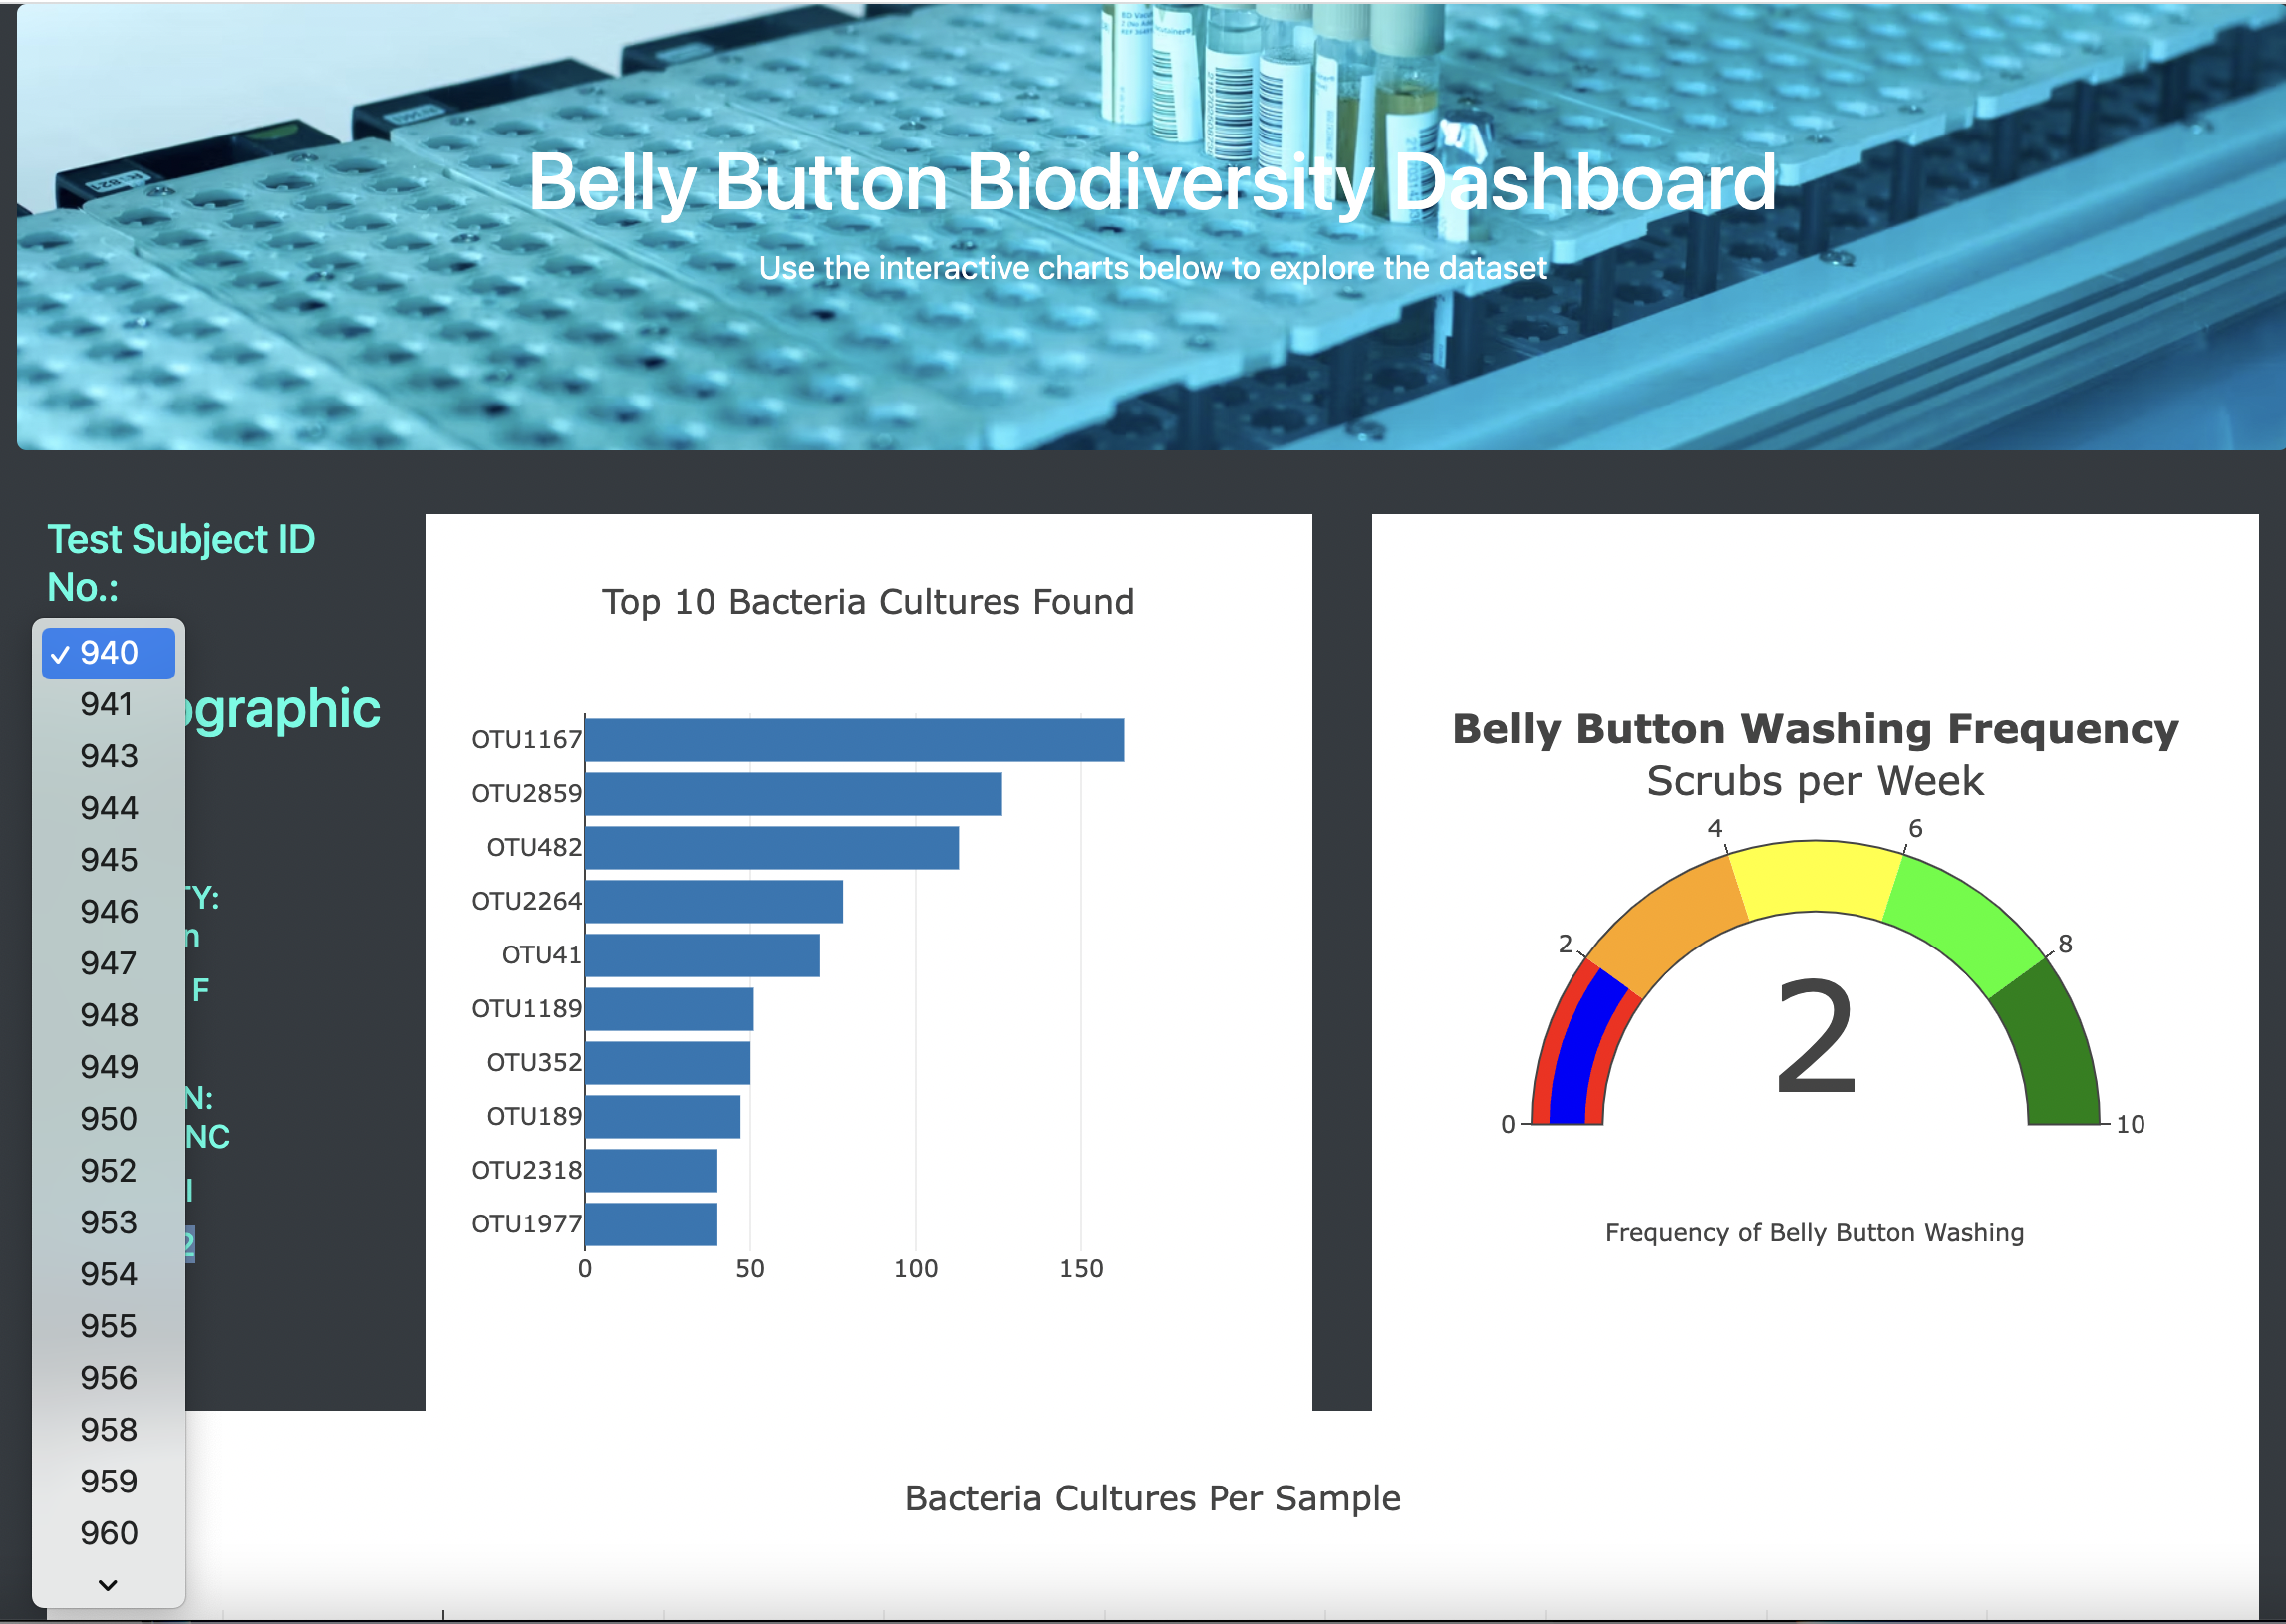 Belly Button Biodiversity Dashboard
Use the interactive charts below to explore the dataset
Test Subject ID
No.:
✓ 940
941
943
944
945
946
947
948
949
950
952
953
954
955
956
958
959
960
ographic
TY:
n
F
N:
NC
I
2
Top 10 Bacteria Cultures Found
OTU1167
OTU2859
OTU482
OTU2264
OTU41
OTU1189
OTU352
OTU189
OTU2318
OTU1977
0 50 100 150
Belly Button Washing Frequency
Scrubs per Week
0 2 4 6 8 10
2
Frequency of Belly Button Washing
Bacteria Cultures Per Sample